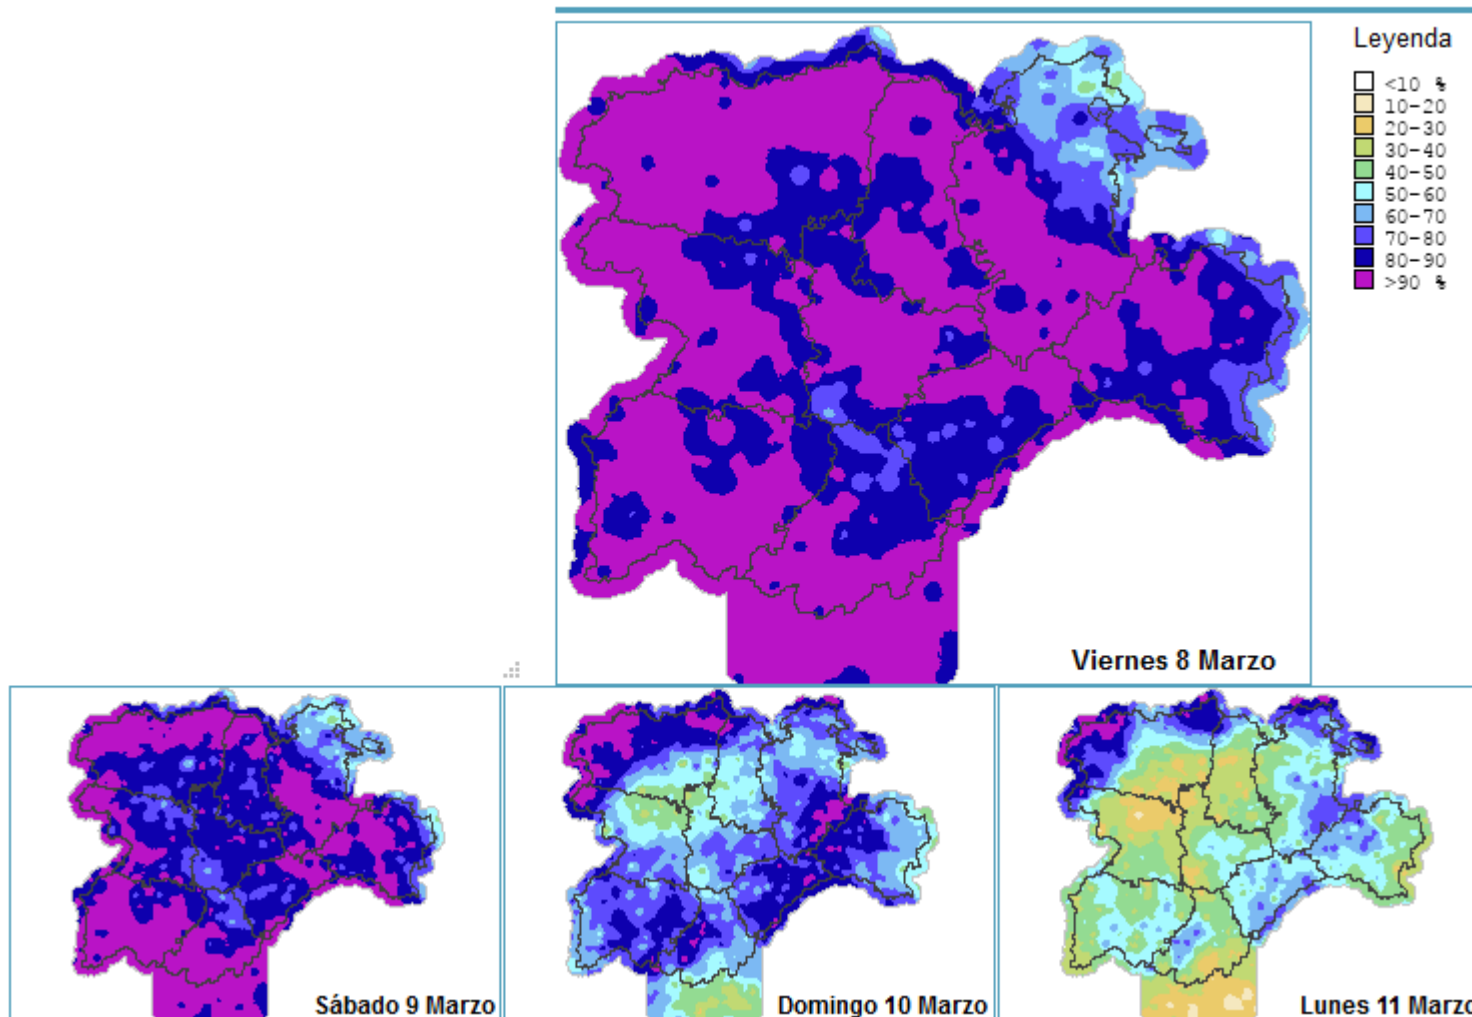 Leyenda
<10 %
10-20
20-30
30-40
40-50
50-60
60-70
70-80
80-90
>90 %
Viernes 8 Marzo
Sábado 9 Marzo
Domingo 10 Marzo
Lunes 11 Marzo